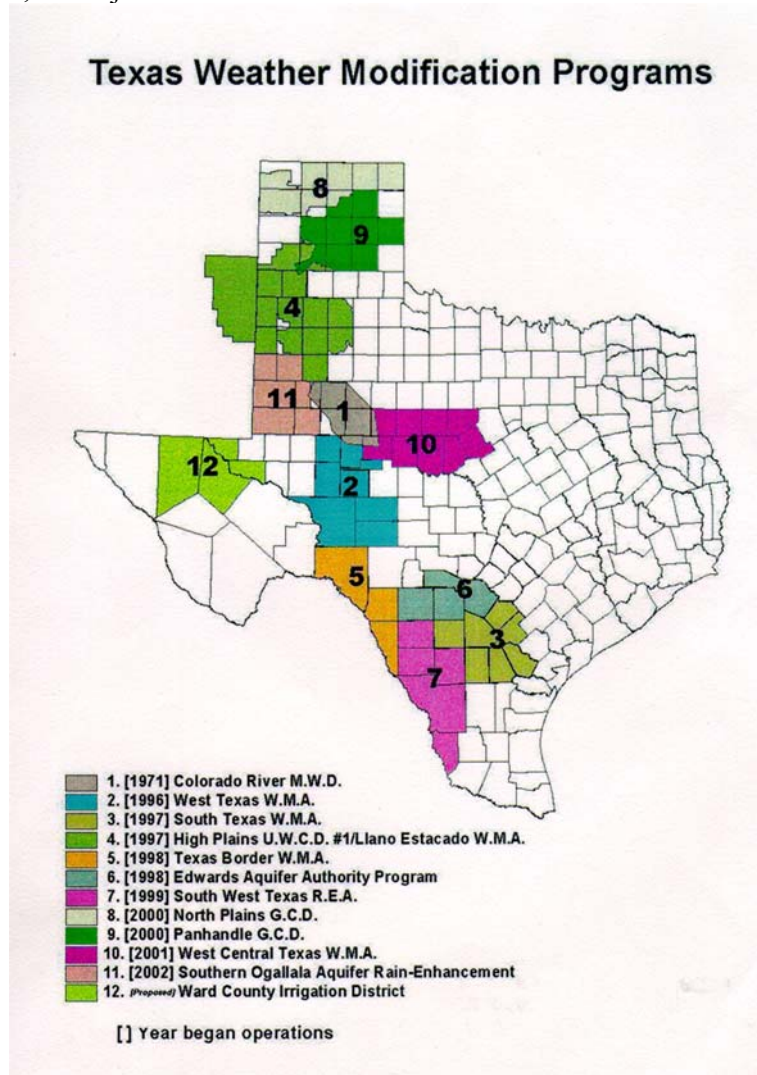 Texas Weather Modification Programs
8
9
4
11
1
10
12
2
5
6
3
7
1. [1971] Colorado River M.W.D.
2. [1996] West Texas W.M.A.
3. [1997] South Texas W.M.A.
4. [1997] High Plains U.W.C.D. #1/Llano Estacado W.M.A.
5. [1998] Texas Border W.M.A.
6. [1998] Edwards Aquifer Authority Program
7. [1999] South West Texas R.E.A.
8. [2000] North Plains G.C.D.
9. [2000] Panhandle G.C.D.
10. [2001] West Central Texas W.M.A.
11. [2002] Southern Ogallala Aquifer Rain-Enhancement
12. [Proposed] Ward County Irrigation District
[ ] Year began operations